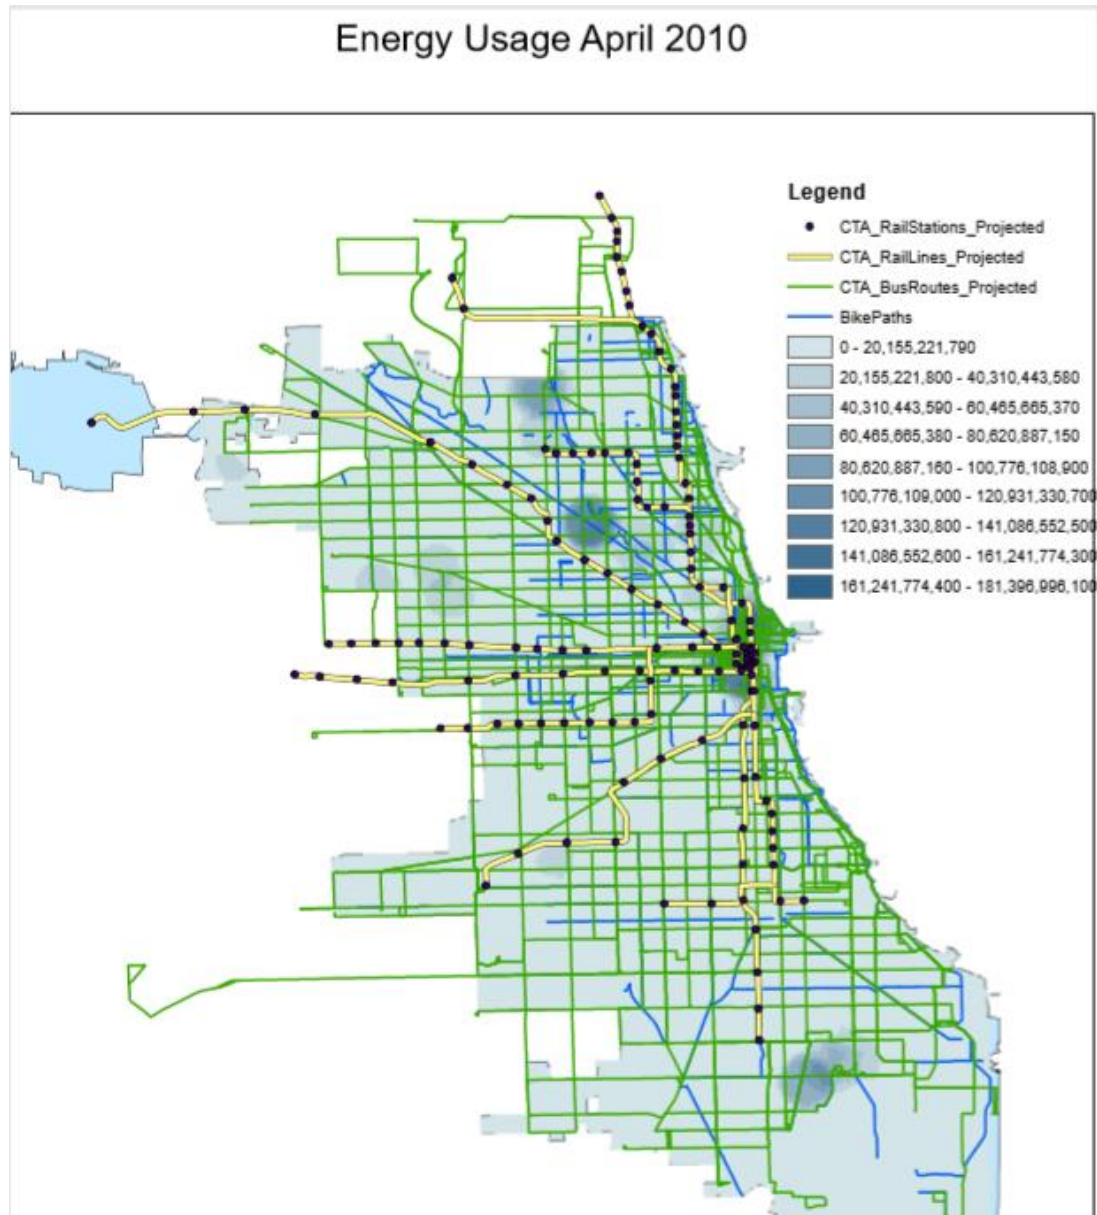 Energy Usage April 2010
Legend
CTA_RailStations_Projected
CTA_RailLines_Projected
CTA_BusRoutes_Projected
BikePaths
0 - 20,155,221,790
20,155,221,800 - 40,310,443,580
40,310,443,590 - 60,465,665,370
60,465,665,380 - 80,620,887,150
80,620,887,160 - 100,776,108,900
100,776,109,000 - 120,931,330,700
120,931,330,800 - 141,086,552,500
141,086,552,600 - 161,241,774,300
161,241,774,400 - 181,396,996,100